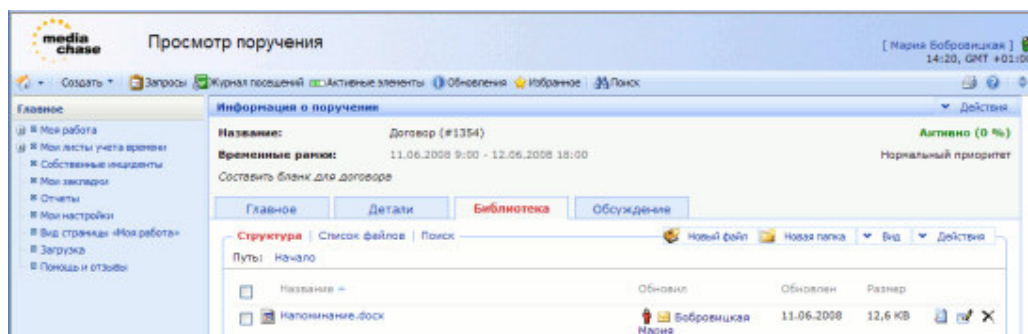 media
chase
Просмотр поручения
[ Мария Бобровицкая ]
14:20, GMT +01:00
Создать
Запросы
Журнал посещений
Активные элементы
Обновления
Избранное
Поиск
Главное
Информация о поручении
Действия
Моя работа
Мои листы учета времени
Собственные инциденты
Мои закладки
Отчеты
Мои настройки
Вид страницы «Моя работа»
Загрузка
Помощь и отзывы
Название: Договор (#1354)
Активно (0 %)
Временные рамки: 11.06.2008 9:00 - 12.06.2008 18:00
Нормальный приоритет
Составить бланк для договора
Главное
Детали
Библиотека
Обсуждение
Структура | Список файлов | Поиск
Новый файл
Новая папка
Вид
Действия
Путь: Начало
Название
Обновил
Обновлен
Размер
Напоминание.docx
Бобровицкая
Мария
11.06.2008
12,6 KB